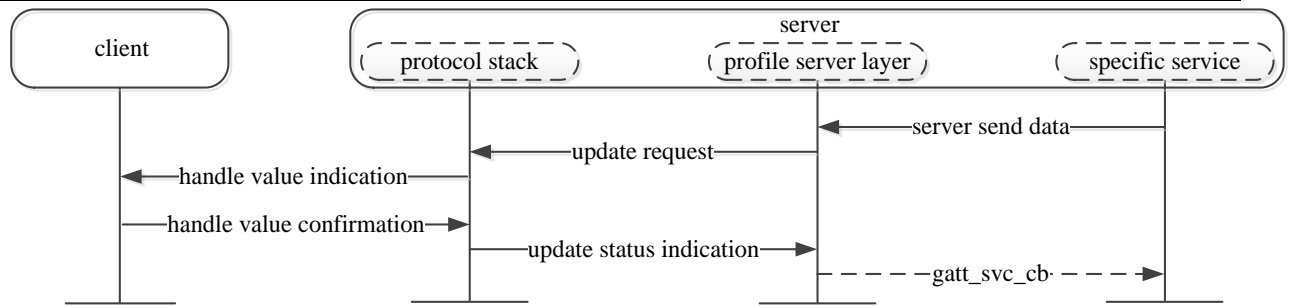 server
client
protocol stack
profile server layer
specific service
server send data
update request
handle value indication
handle value confirmation
update status indication
gatt_svc_cb